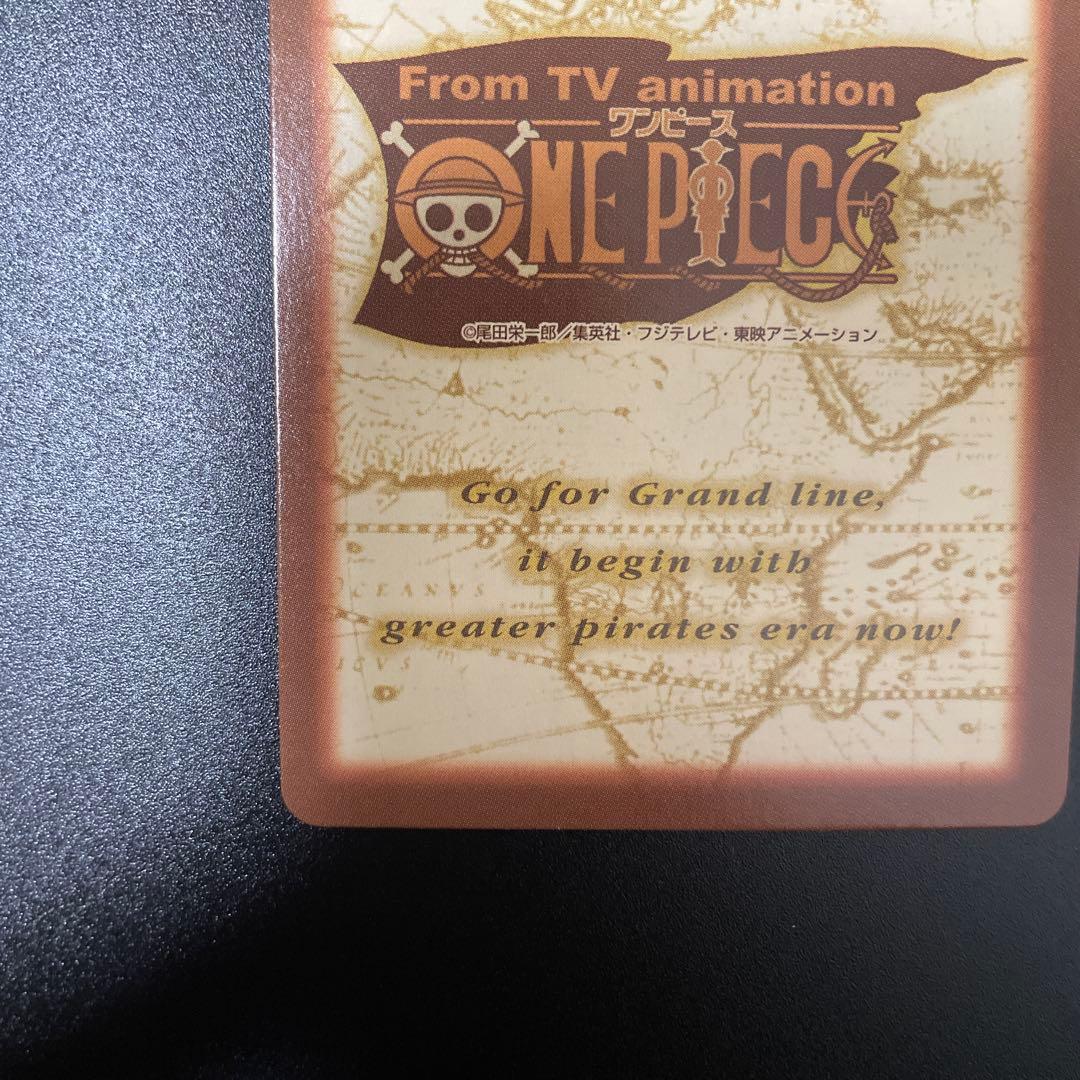 From TV animation
ワンピース
ONE PIECE
©尾田栄一郎／集英社・フジテレビ・東映アニメーション
Go for Grand line,
it begin with
CEANVS
greater pirates era now!